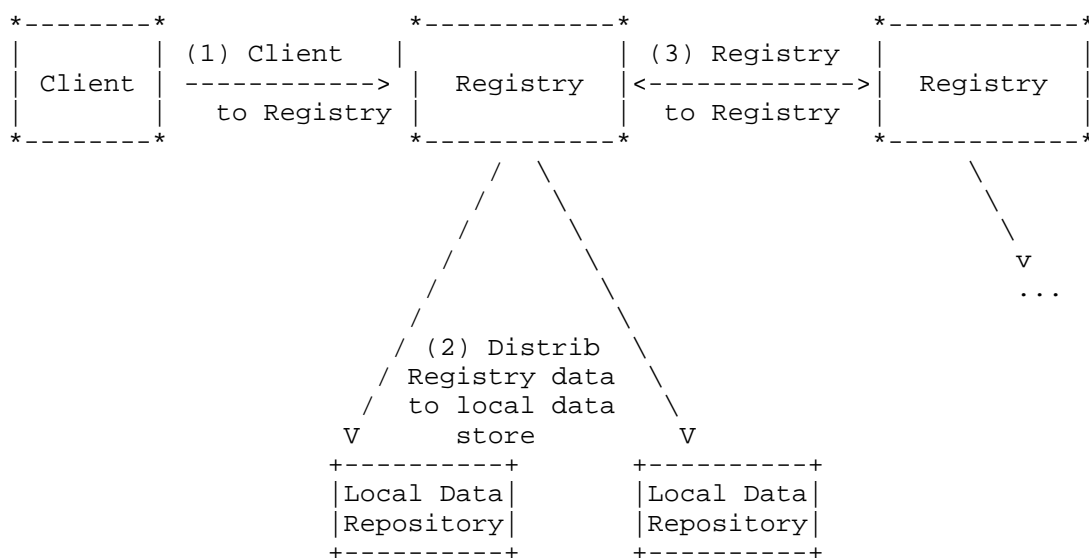 (1) Client (3) Registry
Client Registry Registry
to Registry to Registry
...
(2) Distrib
Registry data
to local data
store
Local Data Local Data
Repository Repository